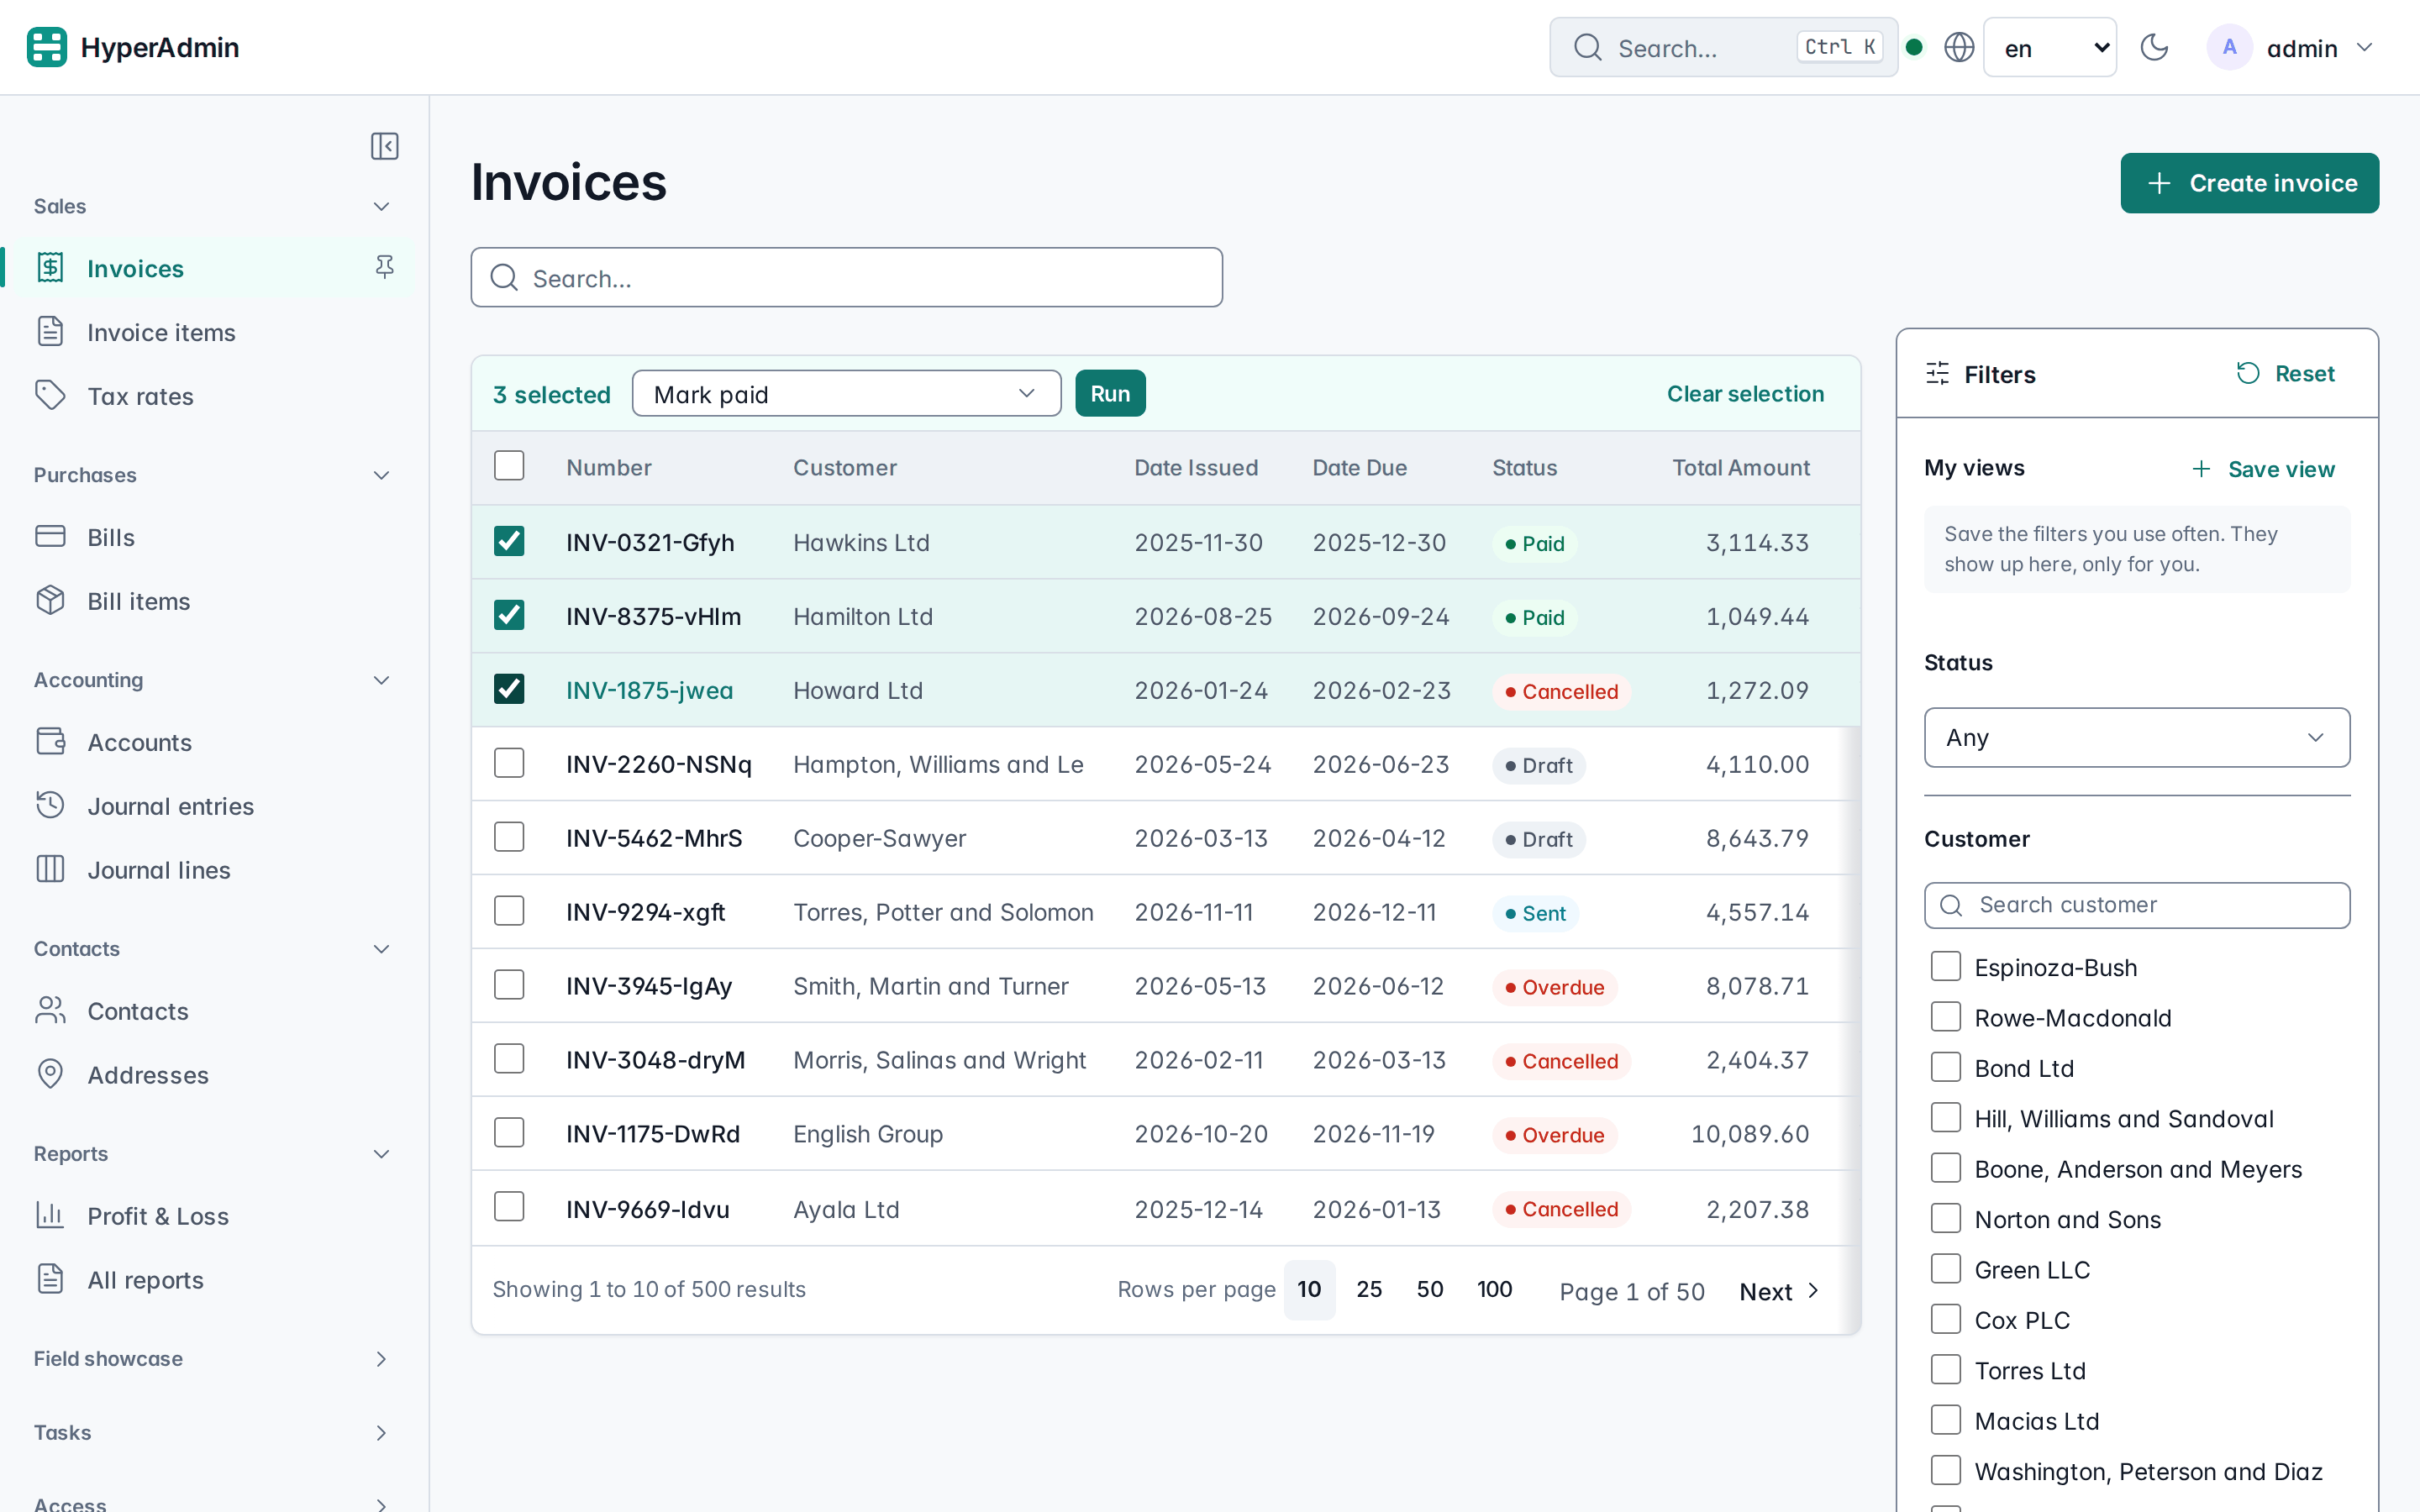 HyperAdmin
Search...
Ctrl K
en
A
admin
Sales
Invoices
Invoice items
Tax rates
Purchases
Bills
Bill items
Accounting
Accounts
Journal entries
Journal lines
Contacts
Contacts
Addresses
Reports
Profit & Loss
All reports
Field showcase
Tasks
Access
Invoices
Create invoice
Search...
3 selected
Mark paid
Run
Clear selection
Number Customer Date Issued Date Due Status Total Amount
INV-0321-Gfyh Hawkins Ltd 2025-11-30 2025-12-30 Paid 3,114.33
INV-8375-vHlm Hamilton Ltd 2026-08-25 2026-09-24 Paid 1,049.44
INV-1875-jwea Howard Ltd 2026-01-24 2026-02-23 Cancelled 1,272.09
INV-2260-NSNq Hampton, Williams and Le 2026-05-24 2026-06-23 Draft 4,110.00
INV-5462-MhrS Cooper-Sawyer 2026-03-13 2026-04-12 Draft 8,643.79
INV-9294-xgft Torres, Potter and Solomon 2026-11-11 2026-12-11 Sent 4,557.14
INV-3945-IgAy Smith, Martin and Turner 2026-05-13 2026-06-12 Overdue 8,078.71
INV-3048-dryM Morris, Salinas and Wright 2026-02-11 2026-03-13 Cancelled 2,404.37
INV-1175-DwRd English Group 2026-10-20 2026-11-19 Overdue 10,089.60
INV-9669-ldvu Ayala Ltd 2025-12-14 2026-01-13 Cancelled 2,207.38
Showing 1 to 10 of 500 results
Rows per page 10 25 50 100
Page 1 of 50
Next
Filters
Reset
My views
Save view
Save the filters you use often. They
show up here, only for you.
Status
Any
Customer
Search customer
Espinoza-Bush
Rowe-Macdonald
Bond Ltd
Hill, Williams and Sandoval
Boone, Anderson and Meyers
Norton and Sons
Green LLC
Cox PLC
Torres Ltd
Macias Ltd
Washington, Peterson and Diaz